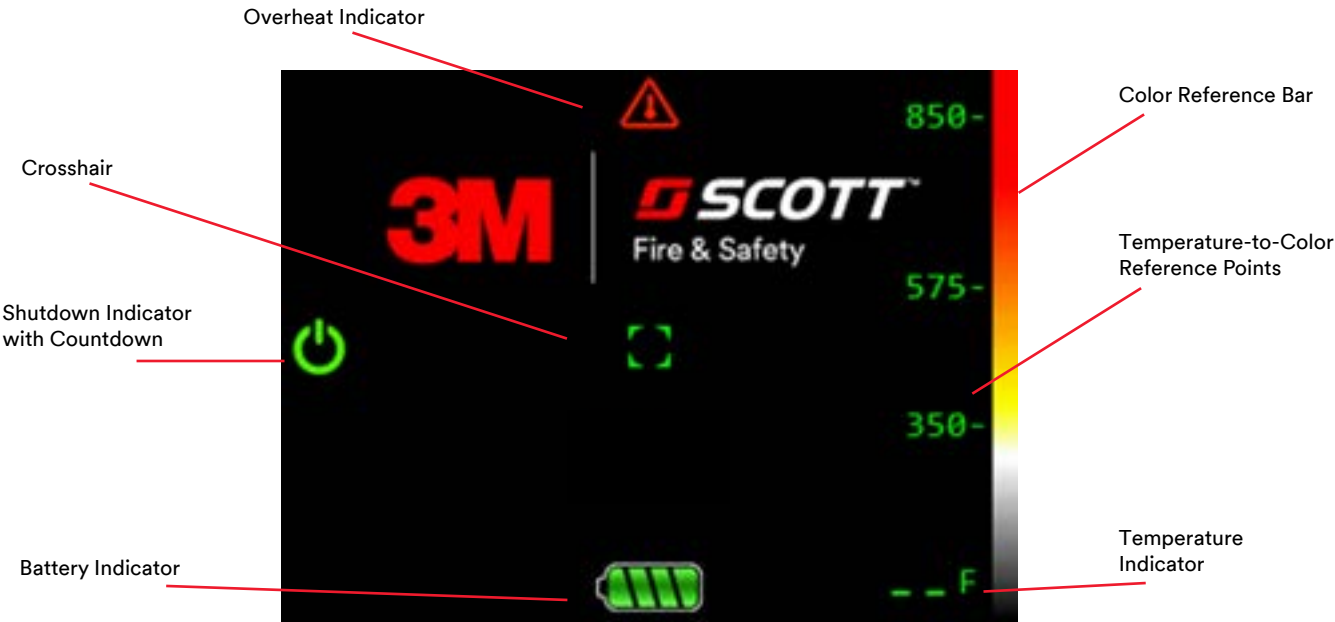 Overheat Indicator
Color Reference Bar
850-
Crosshair
3M
SCOTT™
Fire & Safety
Temperature-to-Color
Reference Points
575-
Shutdown Indicator
with Countdown
350-
Temperature
Indicator
Battery Indicator
_ _ F